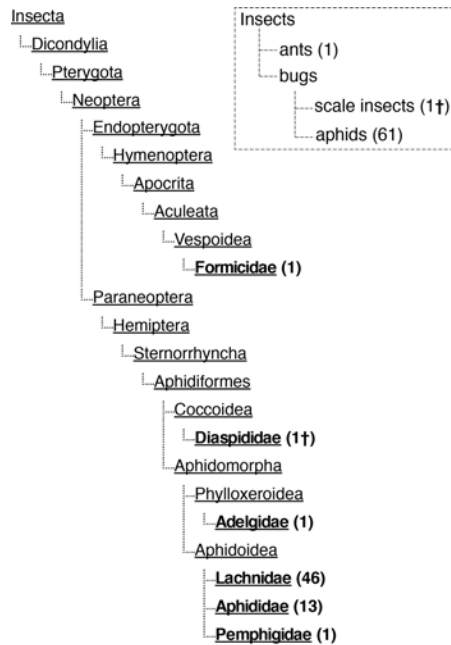 Insecta
Dicondylia
Pterygota
Neoptera
Endopterygota
Hymenoptera
Apocrita
Aculeata
Vespoidea
Formicidae (1)
Paraneoptera
Hemiptera
Sternorrhyncha
Aphidiformes
Coccoidea
Diaspididae (1†)
Aphidomorpha
Phylloxeroidea
Adelgidae (1)
Aphidoidea
Lachnidae (46)
Aphididae (13)
Pemphigidae (1)
Insects
ants (1)
bugs
scale insects (1†)
aphids (61)